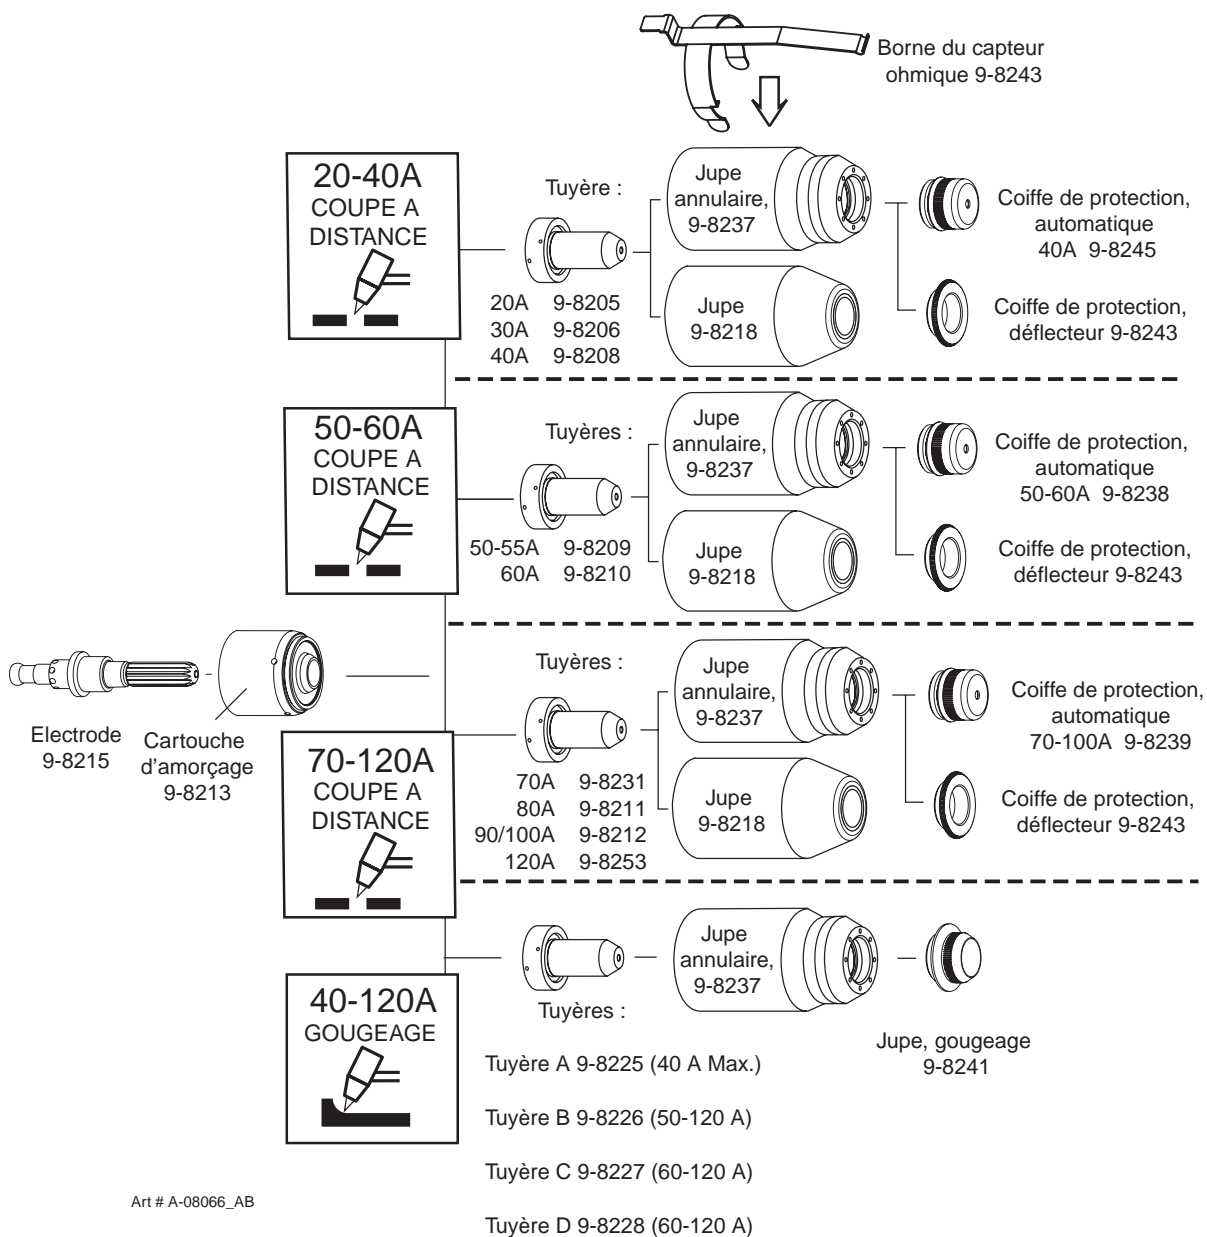 Borne du capteur
ohmique 9-8243
20-40A
COUPE A
DISTANCE
Tuyère :
20A 9-8205
30A 9-8206
40A 9-8208
Jupe
annulaire,
9-8237
Jupe
9-8218
Coiffe de protection,
automatique
40A 9-8245
Coiffe de protection,
déflecteur 9-8243
50-60A
COUPE A
DISTANCE
Tuyères :
50-55A 9-8209
60A 9-8210
Jupe
annulaire,
9-8237
Jupe
9-8218
Coiffe de protection,
automatique
50-60A 9-8238
Coiffe de protection,
déflecteur 9-8243
Electrode
9-8215
Cartouche
d'amorçage
9-8213
70-120A
COUPE A
DISTANCE
Tuyères :
70A 9-8231
80A 9-8211
90/100A 9-8212
120A 9-8253
Jupe
annulaire,
9-8237
Jupe
9-8218
Coiffe de protection,
automatique
70-100A 9-8239
Coiffe de protection,
déflecteur 9-8243
40-120A
GOUGEAGE
Tuyères :
Jupe
annulaire,
9-8237
Jupe, gougeage
9-8241
Tuyère A 9-8225 (40 A Max.)
Tuyère B 9-8226 (50-120 A)
Tuyère C 9-8227 (60-120 A)
Tuyère D 9-8228 (60-120 A)
Art # A-08066_AB